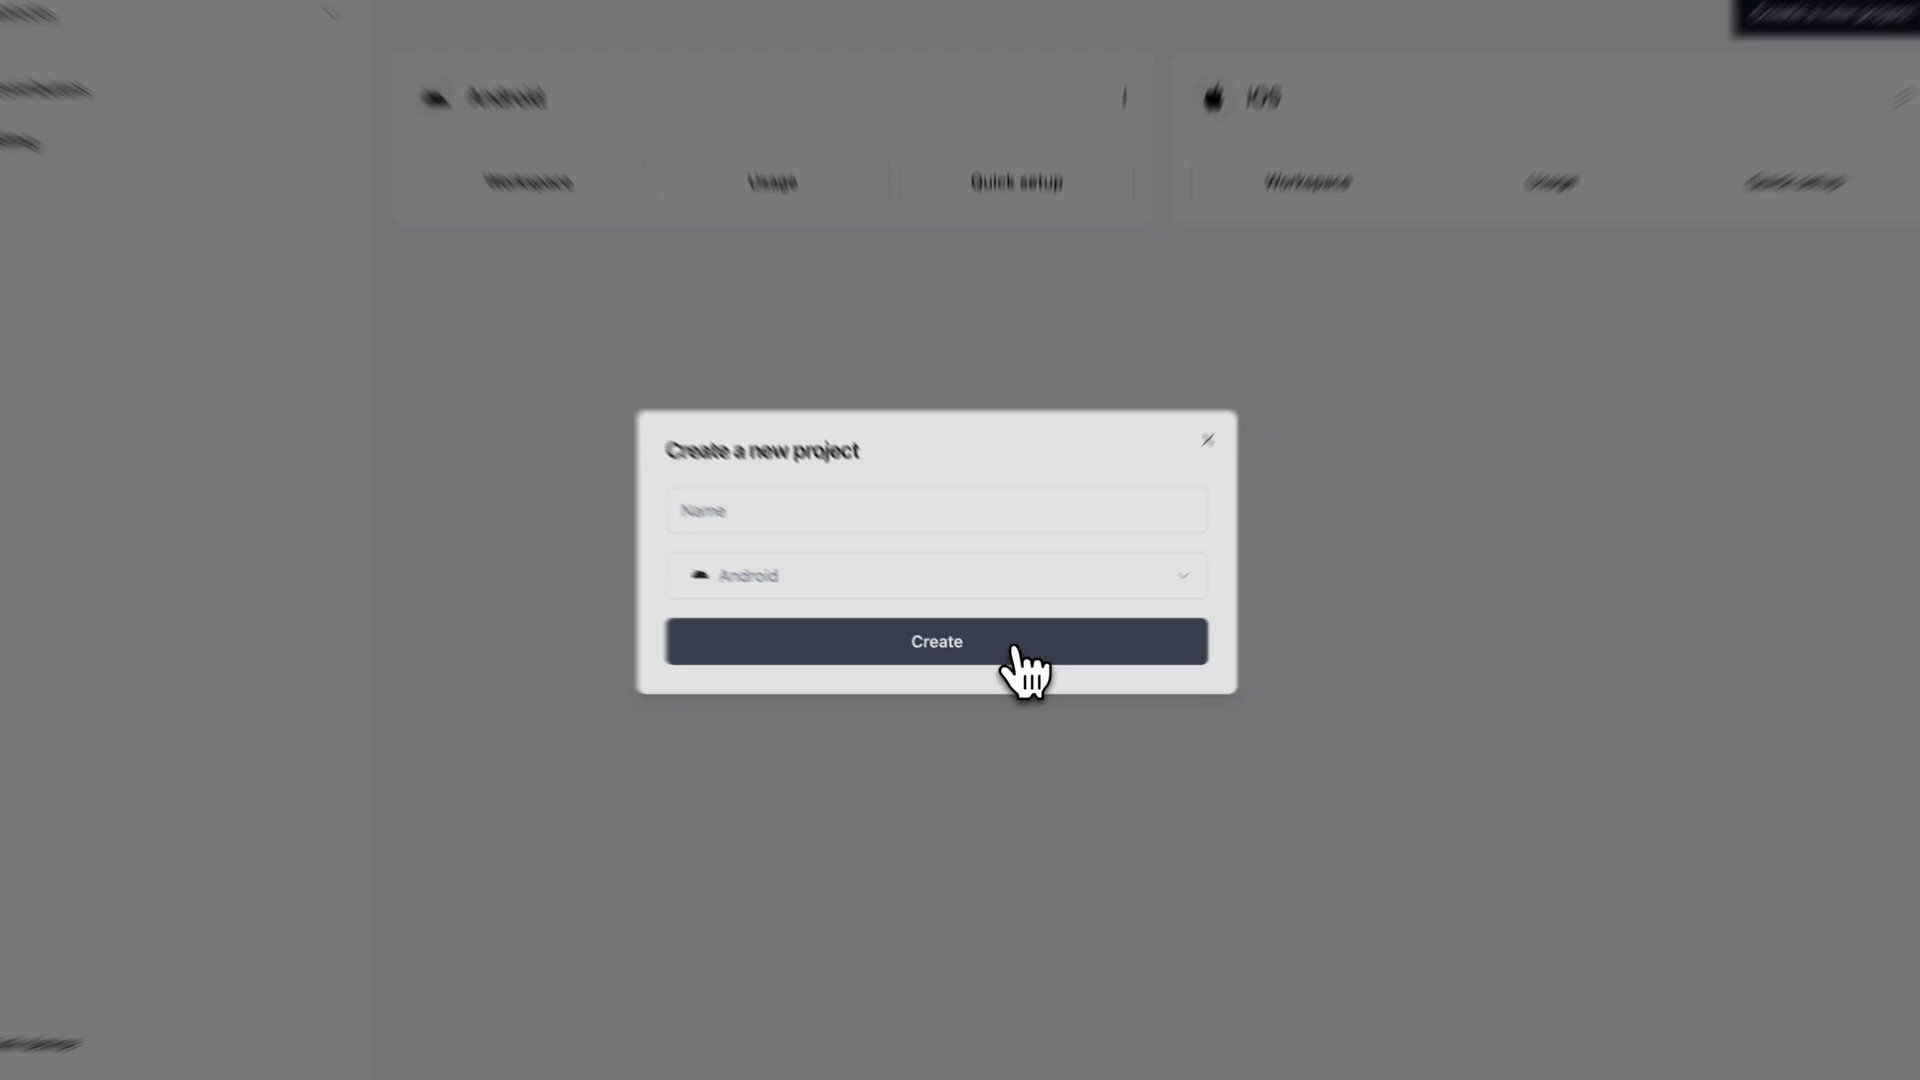 Android
iOS
Workspace
Usage
Quick setup
Workspace
Usage
Quick setup
Create a new project
Name
Android
Create